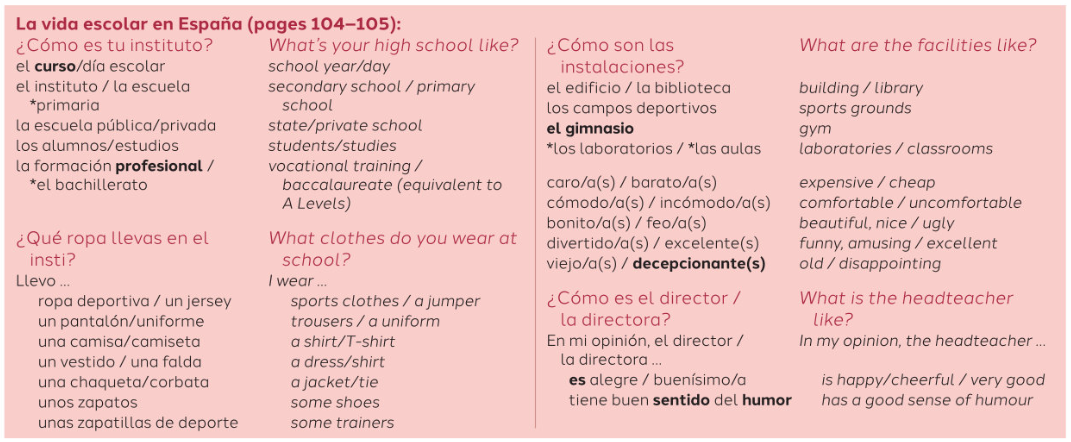 La vida escolar en España (pages 104–105):
¿Cómo es tu instituto? What's your high school like?
el curso/día escolar school year/day
el instituto / la escuela secondary school / primary
*primaria school
la escuela pública/privada state/private school
los alumnos/estudios students/studies
la formación profesional / vocational training /
*el bachillerato baccalaureate (equivalent to
A Levels)
¿Qué ropa llevas en el What clothes do you wear at
insti? school?
Llevo ... I wear ...
ropa deportiva / un jersey sports clothes / a jumper
un pantalón/uniforme trousers / a uniform
una camisa/camiseta a shirt/T-shirt
un vestido / una falda a dress/shirt
una chaqueta/corbata a jacket/tie
unos zapatos some shoes
unas zapatillas de deporte some trainers
¿Cómo son las What are the facilities like?
instalaciones?
el edificio / la biblioteca building / library
los campos deportivos sports grounds
el gimnasio gym
*los laboratorios / *las aulas laboratories / classrooms
caro/a(s) / barato/a(s) expensive / cheap
cómodo/a(s) / incómodo/a(s) comfortable / uncomfortable
bonito/a(s) / feo/a(s) beautiful, nice / ugly
divertido/a(s) / excelente(s) funny, amusing / excellent
viejo/a(s) / decepcionante(s) old / disappointing
¿Cómo es el director / What is the headteacher
la directora? like?
En mi opinión, el director / In my opinion, the headteacher ...
la directora ...
es alegre / buenísimo/a is happy/cheerful / very good
tiene buen sentido del humor has a good sense of humour